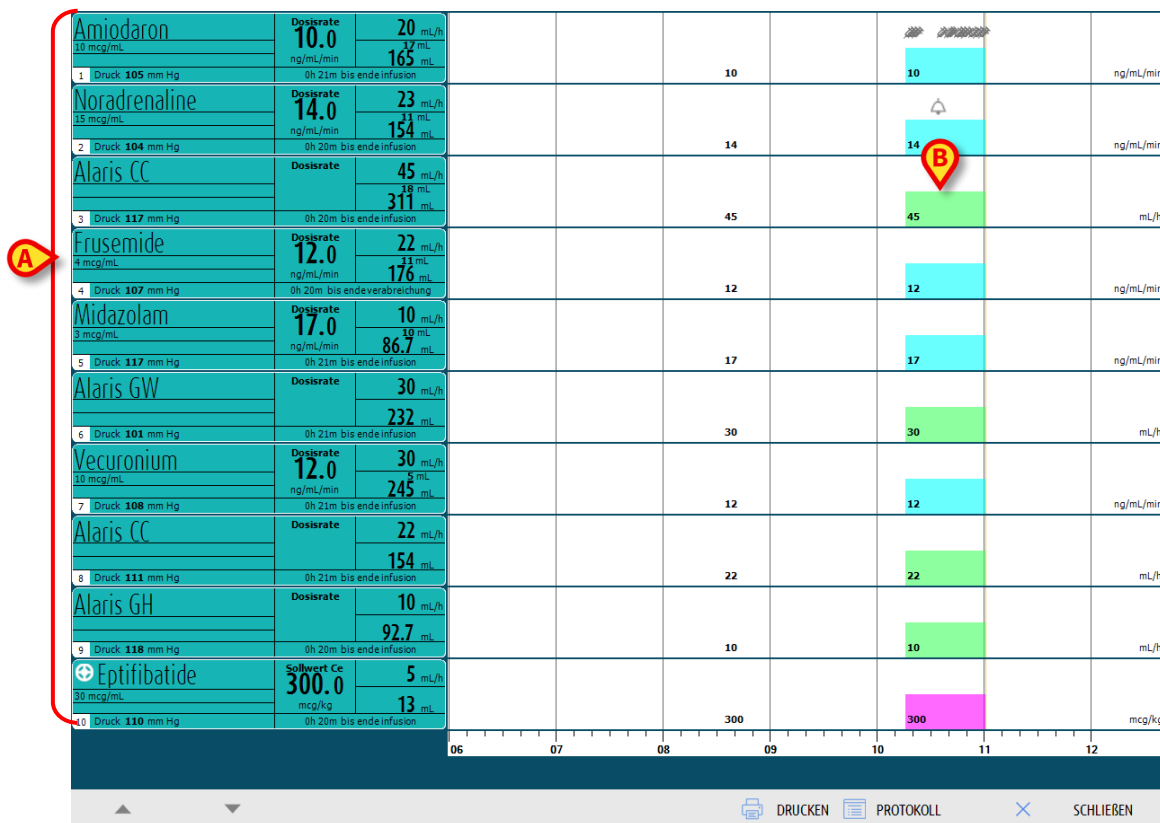 Amiodaron
10 mcg/mL
Dosisrate
10.0
ng/mL/min
20 mL/h
17 mL
165 mL
1 Druck 105 mm Hg
0h 21m bis ende infusion
10
10
ng/mL/min
Noradrenaline
15 mcg/mL
Dosisrate
14.0
ng/mL/min
23 mL/h
11 mL
154 mL
2 Druck 104 mm Hg
0h 20m bis ende infusion
14
14
ng/mL/min
B
Alaris CC
Dosisrate
45 mL/h
18 mL
311 mL
3 Druck 117 mm Hg
0h 20m bis ende infusion
45
45
mL/h
A
Frusemide
4 mcg/mL
Dosisrate
12.0
ng/mL/min
22 mL/h
11 mL
176 mL
4 Druck 107 mm Hg
0h 20m bis ende verabreichung
12
12
ng/mL/min
Midazolam
3 mcg/mL
Dosisrate
17.0
ng/mL/min
10 mL/h
10 mL
86.7 mL
5 Druck 117 mm Hg
0h 21m bis ende infusion
17
17
ng/mL/min
Alaris GW
Dosisrate
30 mL/h
232 mL
6 Druck 101 mm Hg
0h 21m bis ende infusion
30
30
mL/h
Vecuronium
10 mcg/mL
Dosisrate
12.0
ng/mL/min
30 mL/h
5 mL
245 mL
7 Druck 108 mm Hg
0h 21m bis ende infusion
12
12
ng/mL/min
Alaris CC
Dosisrate
22 mL/h
154 mL
8 Druck 111 mm Hg
0h 21m bis ende infusion
22
22
mL/h
Alaris GH
Dosisrate
10 mL/h
92.7 mL
9 Druck 118 mm Hg
0h 20m bis ende infusion
10
10
mL/h
Eptifibatide
30 mcg/mL
Sollwert Ce
300.0
mcg/kg
5 mL/h
13 mL
10 Druck 110 mm Hg
0h 20m bis ende infusion
300
300
mcg/kg
06 07 08 09 10 11 12
DRUCKEN PROTOKOLL SCHLIEßEN